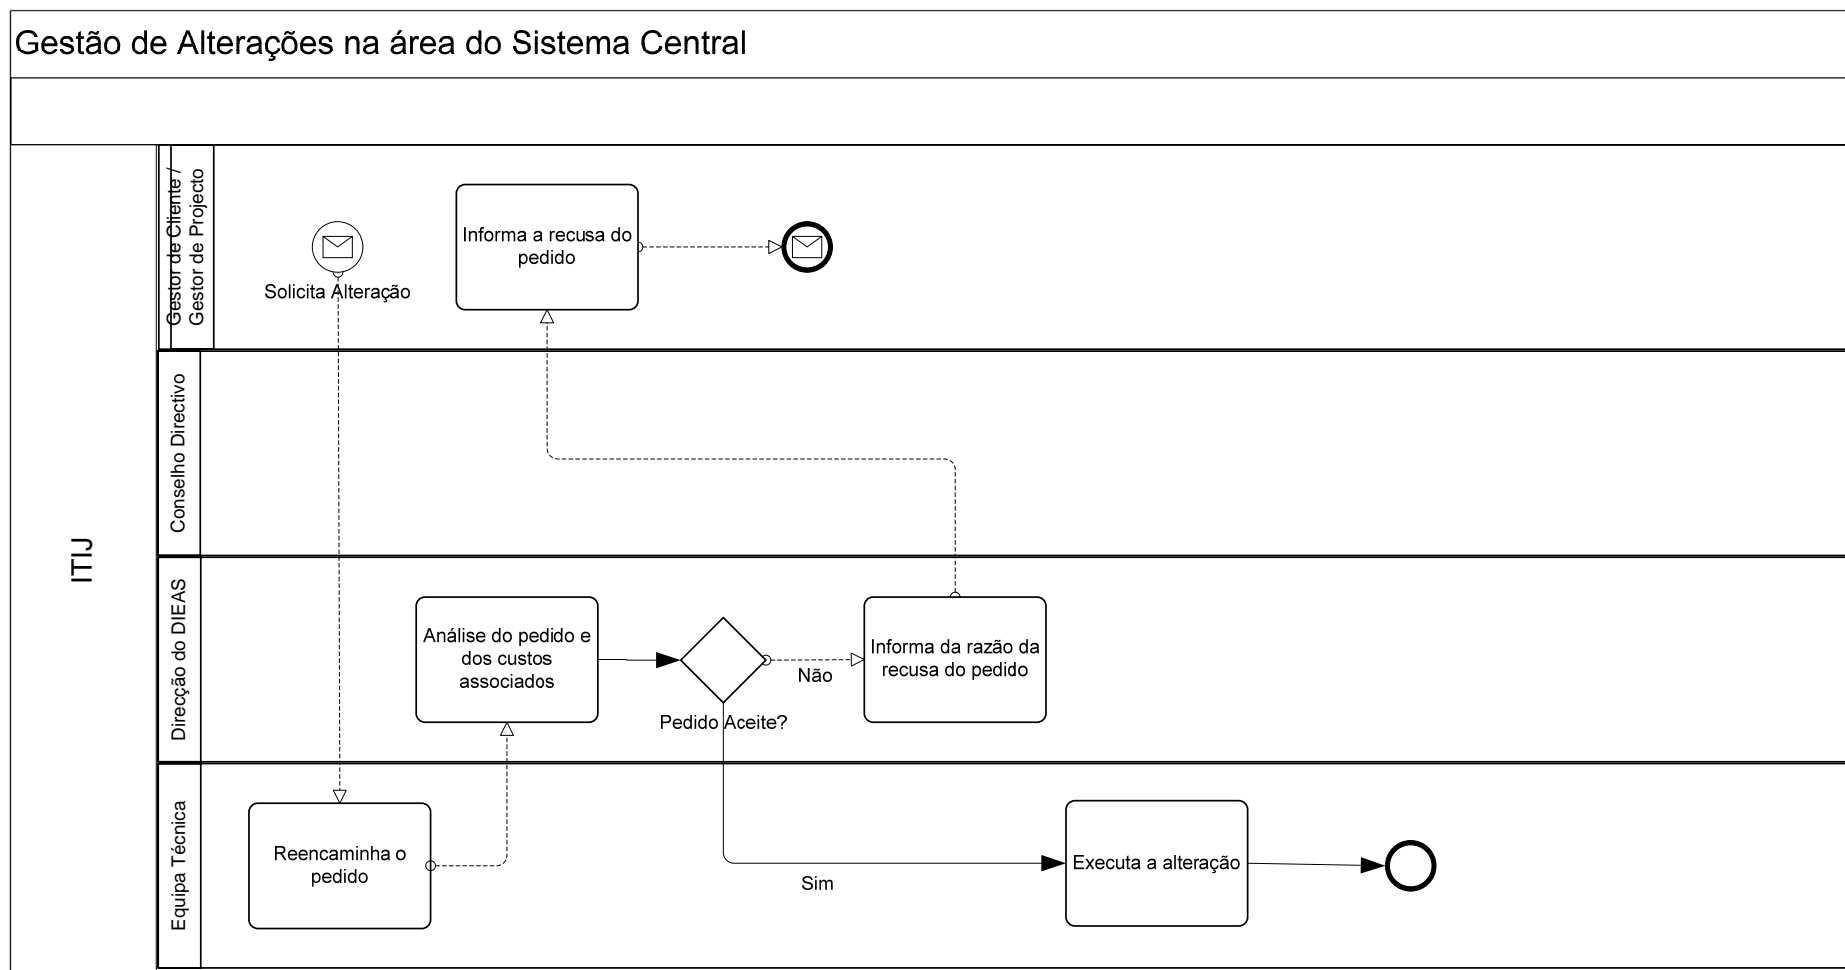 Gestão de Alterações na área do Sistema Central
ITIJ
Gestor de Cliente /
Gestor de Projecto
Solicita Alteração
Informa a recusa do
pedido
Conselho Directivo
Direcção do DIEAS
Análise do pedido e
dos custos
associados
Pedido Aceite?
Não
Informa da razão da
recusa do pedido
Equipa Técnica
Reencaminha o
pedido
Sim
Executa a alteração